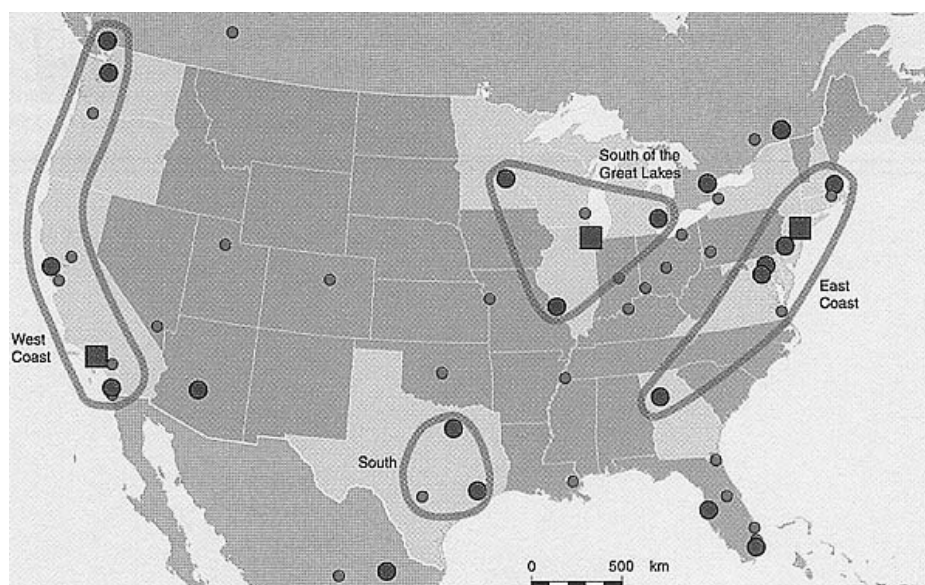 South of the
Great Lakes
East
Coast
West
Coast
South
0 500 km